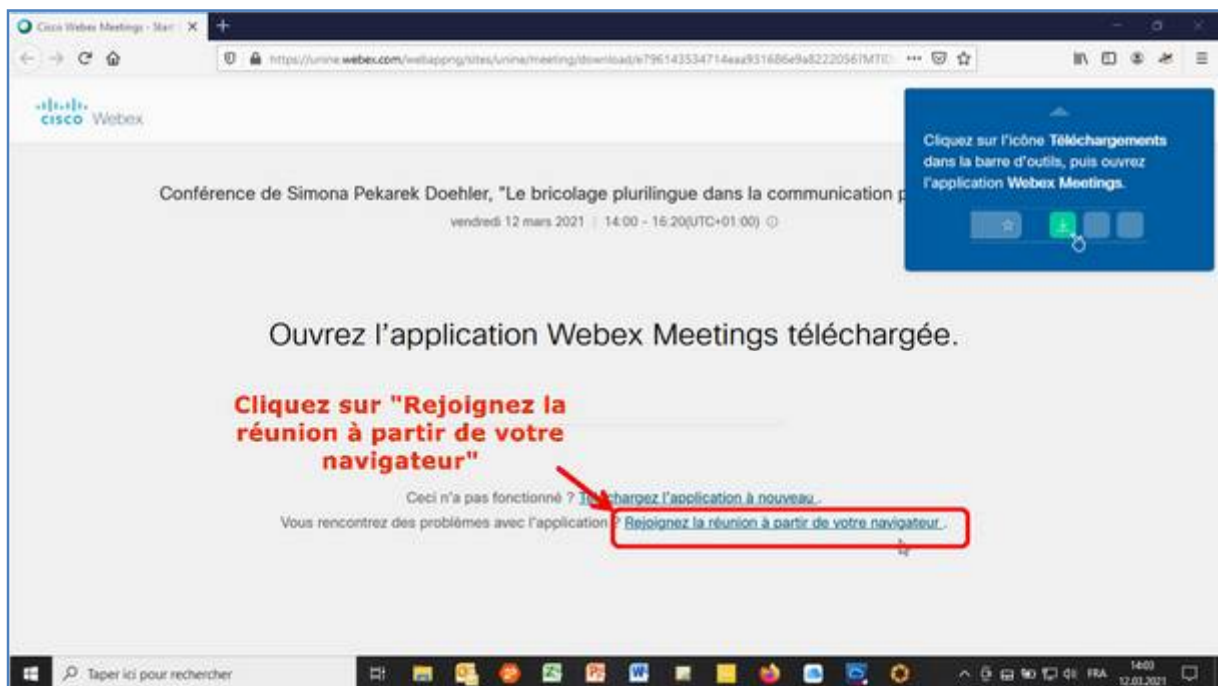 Cisco Webex Meetings - Start
https://unine.webex.com/webappng/sites/unine/meeting/download/
cisco Webex
Cliquez sur l'icône Téléchargements
dans la barre d'outils, puis ouvrez
l'application Webex Meetings.
Conférence de Simona Pekarek Doehler, "Le bricolage plurilingue dans la communication p
vendredi 12 mars 2021 | 14:00 - 16:20(UTC+01:00)
Ouvrez l'application Webex Meetings téléchargée.
Cliquez sur "Rejoignez la
réunion à partir de votre
navigateur"
Ceci n'a pas fonctionné ? Téléchargez l'application à nouveau .
Vous rencontrez des problèmes avec l'application ? Rejoignez la réunion à partir de votre navigateur .
Taper ici pour rechercher
FRA
14:03
12.03.2021